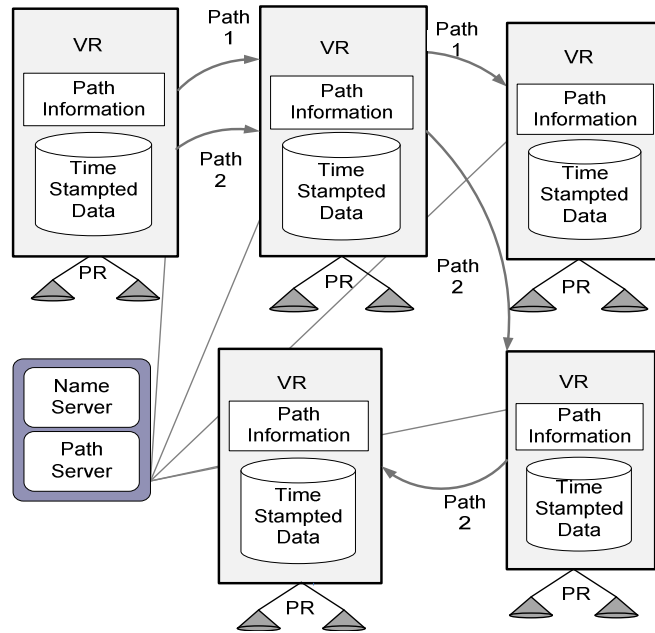 VR
Path
Information
Time
Stampted
Data
PR
Path
1
Path
2
VR
Path
Information
Time
Stampted
Data
PR
Path
1
Path
2
VR
Path
Information
Time
Stampted
Data
PR
Name
Server
Path
Server
VR
Path
Information
Time
Stampted
Data
PR
Path
2
VR
Path
Information
Time
Stampted
Data
PR